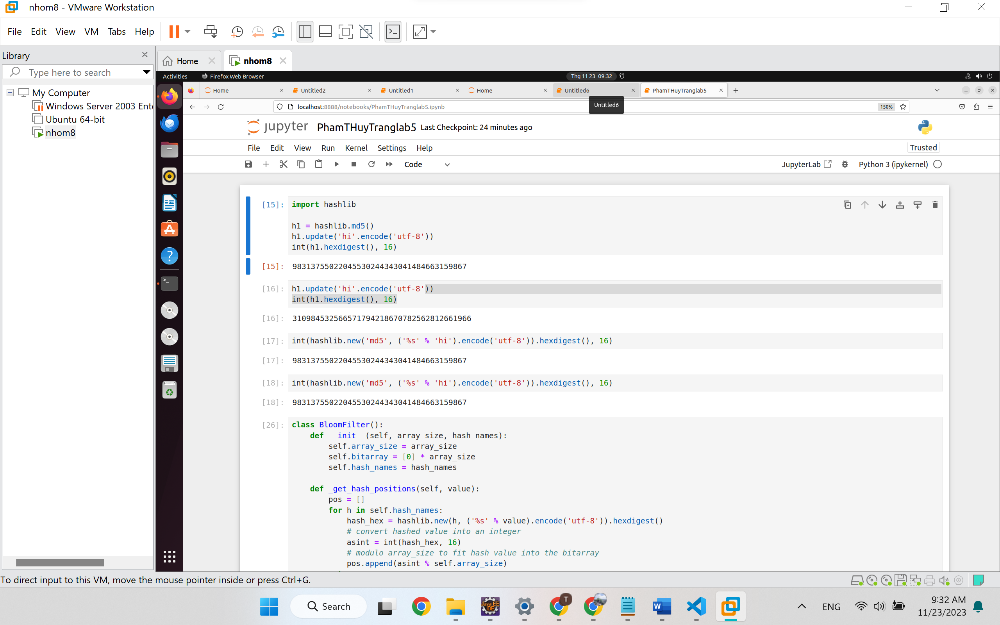 nhom8 - VMware Workstation
File Edit View VM Tabs Help
Library
Type here to search
My Computer
Windows Server 2003 Ent
Ubuntu 64-bit
nhom8
Home
nhom8
Activities
Firefox Web Browser
Thg 11 23 09:32
Home
Untitled2
Untitled1
Home
Untitled6
PhamTHuyTranglab5
localhost:8888/notebooks/PhamTHuyTranglab5.ipynb
150%
Untitled6
jupyter PhamTHuyTranglab5 Last Checkpoint: 24 minutes ago
File Edit View Run Kernel Settings Help
Trusted
Code
JupyterLab
Python 3 (ipykernel)
[15]: import hashlib
h1 = hashlib.md5()
h1.update('hi'.encode('utf-8'))
int(h1.hexdigest(), 16)
[15]: 98313755022045530244343041484663159867
[16]: h1.update('hi'.encode('utf-8'))
int(h1.hexdigest(), 16)
[16]: 310984532566571794218670782562812661966
[17]: int(hashlib.new('md5', ('%s' % 'hi').encode('utf-8')).hexdigest(), 16)
[17]: 98313755022045530244343041484663159867
[18]: int(hashlib.new('md5', ('%s' % 'hi').encode('utf-8')).hexdigest(), 16)
[18]: 98313755022045530244343041484663159867
[26]: class BloomFilter():
def __init__(self, array_size, hash_names):
self.array_size = array_size
self.bitarray = [0] * array_size
self.hash_names = hash_names
def _get_hash_positions(self, value):
pos = []
for h in self.hash_names:
hash_hex = hashlib.new(h, ('%s' % value).encode('utf-8')).hexdigest()
# convert hashed value into an integer
asint = int(hash_hex, 16)
# modulo array_size to fit hash value into the bitarray
pos.append(asint % self.array_size)
To direct input to this VM, move the mouse pointer inside or press Ctrl+G.
Search
Java EE
IDE
T
W
ENG
9:32 AM
11/23/2023